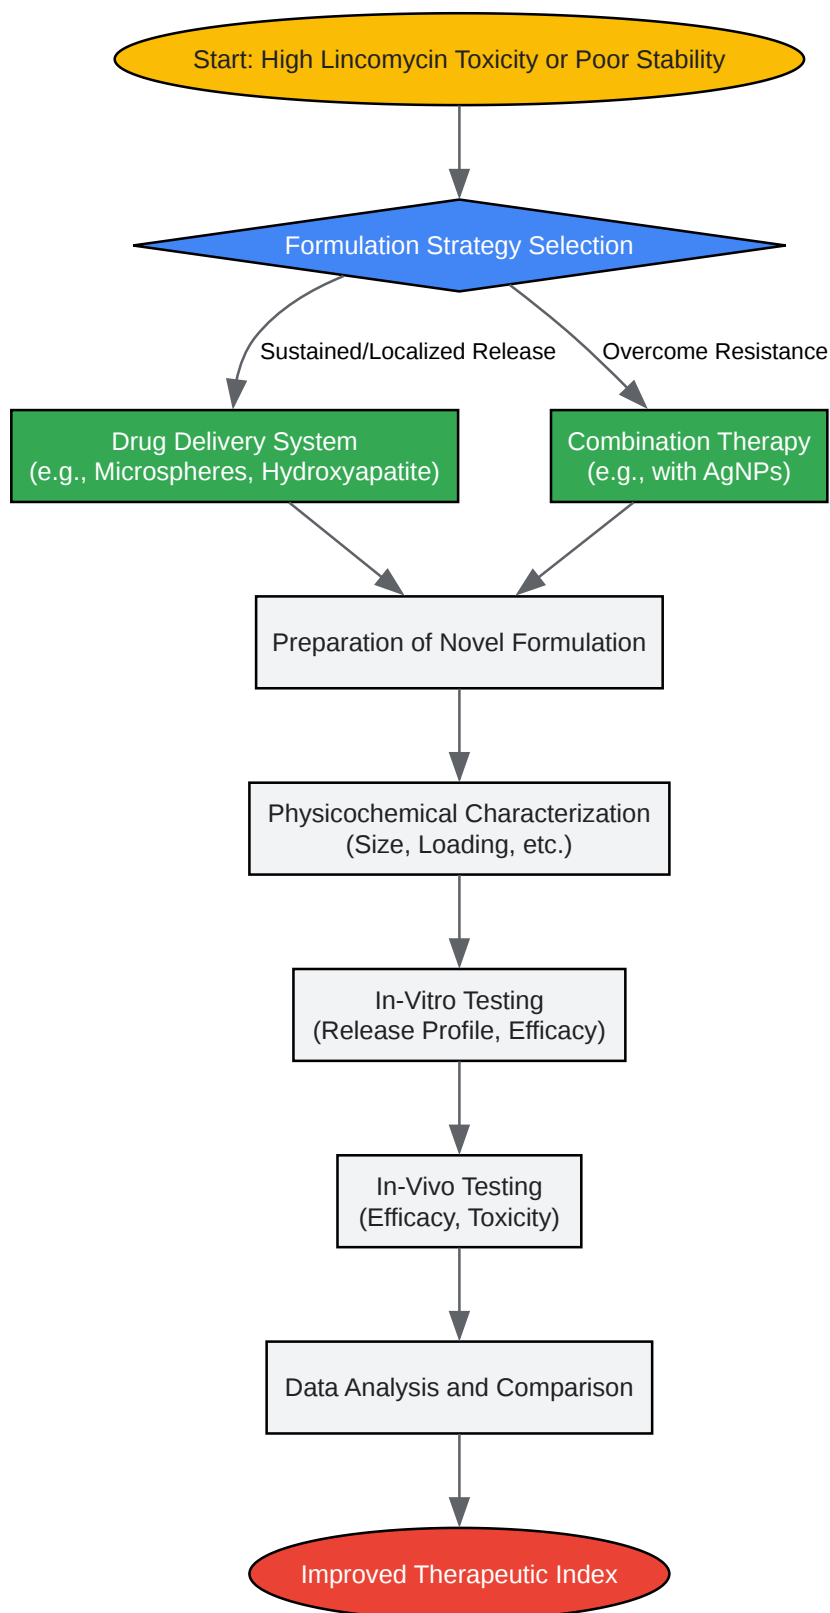 Start: High Lincomycin Toxicity or Poor Stability
Formulation Strategy Selection
Sustained/Localized Release
Overcome Resistance
Drug Delivery System
(e.g., Microspheres, Hydroxyapatite)
Combination Therapy
(e.g., with AgNPs)
Preparation of Novel Formulation
Physicochemical Characterization
(Size, Loading, etc.)
In-Vitro Testing
(Release Profile, Efficacy)
In-Vivo Testing
(Efficacy, Toxicity)
Data Analysis and Comparison
Improved Therapeutic Index